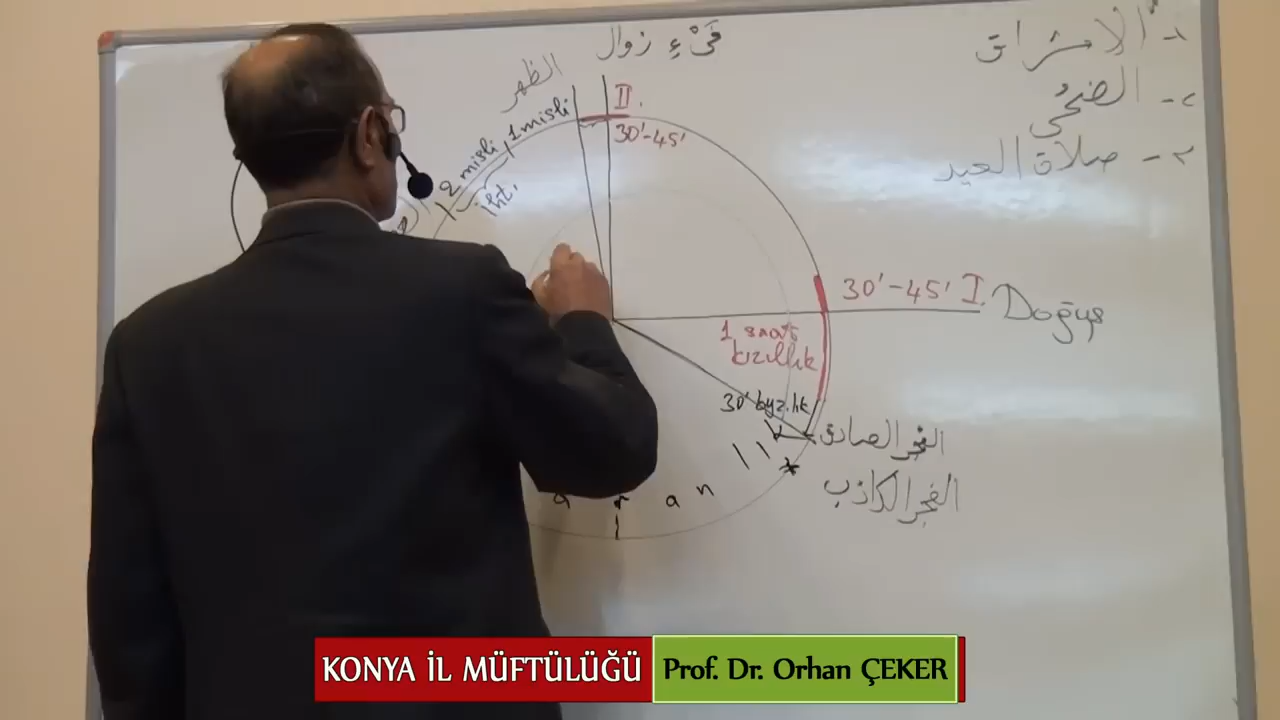 فَيْءِ زوال
١- الإشراق
الظهر
٢- الضحى
٣- صلاة العيد
II.
30'-45'
1 misli
2 misli
iht.
30'-45' I.
Doğuş
1 saat
kızıllık
30' byz.lık
الفجر الصادق
الفجر الكاذب
a r a n l ı k
KONYA İL MÜFTÜLÜĞÜ
Prof. Dr. Orhan ÇEKER